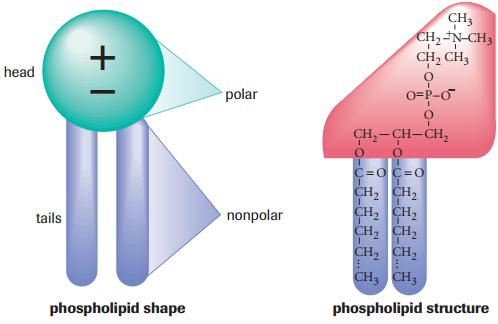 head
+
−
polar
tails
nonpolar
phospholipid shape
CH3
CH2–N+–CH3
CH2 CH3
O
O=P–O−
O
CH2–CH–CH2
O O
C=O C=O
CH2 CH2
CH2 CH2
CH2 CH2
CH2 CH2
⋮ ⋮
CH3 CH3
phospholipid structure